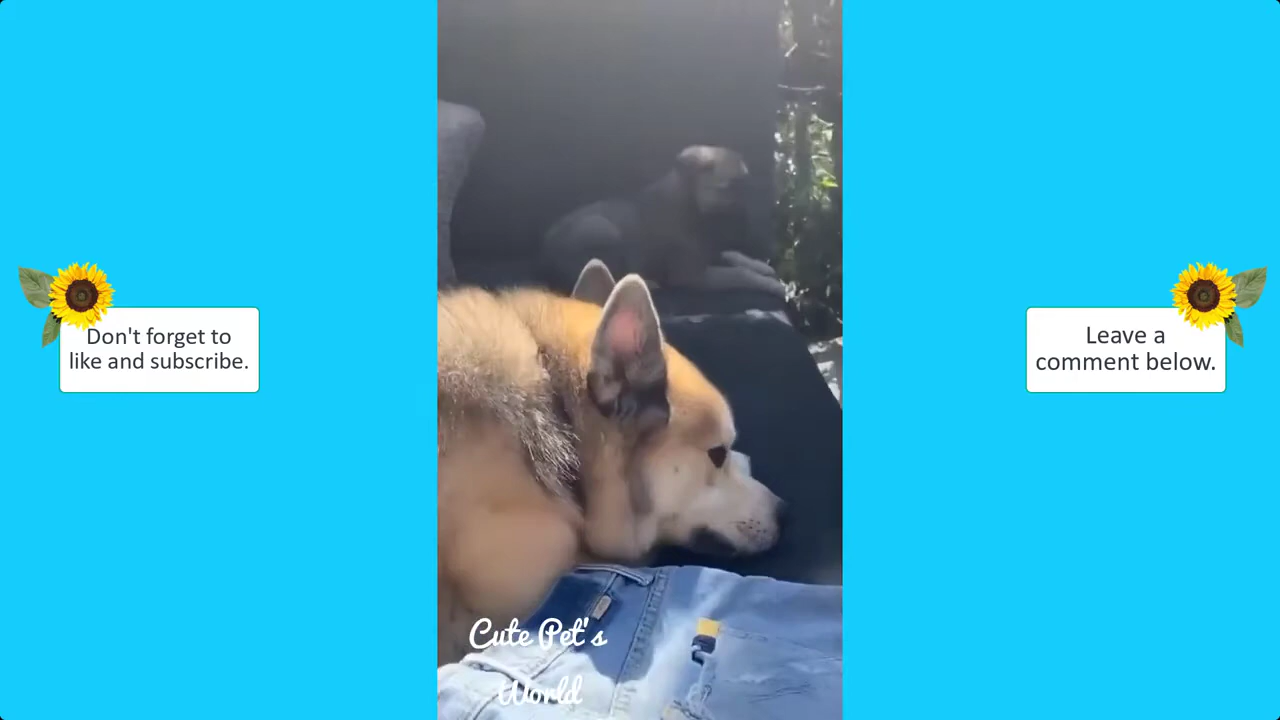 Don't forget to
like and subscribe.
Leave a
comment below.
Cute Pet's
World